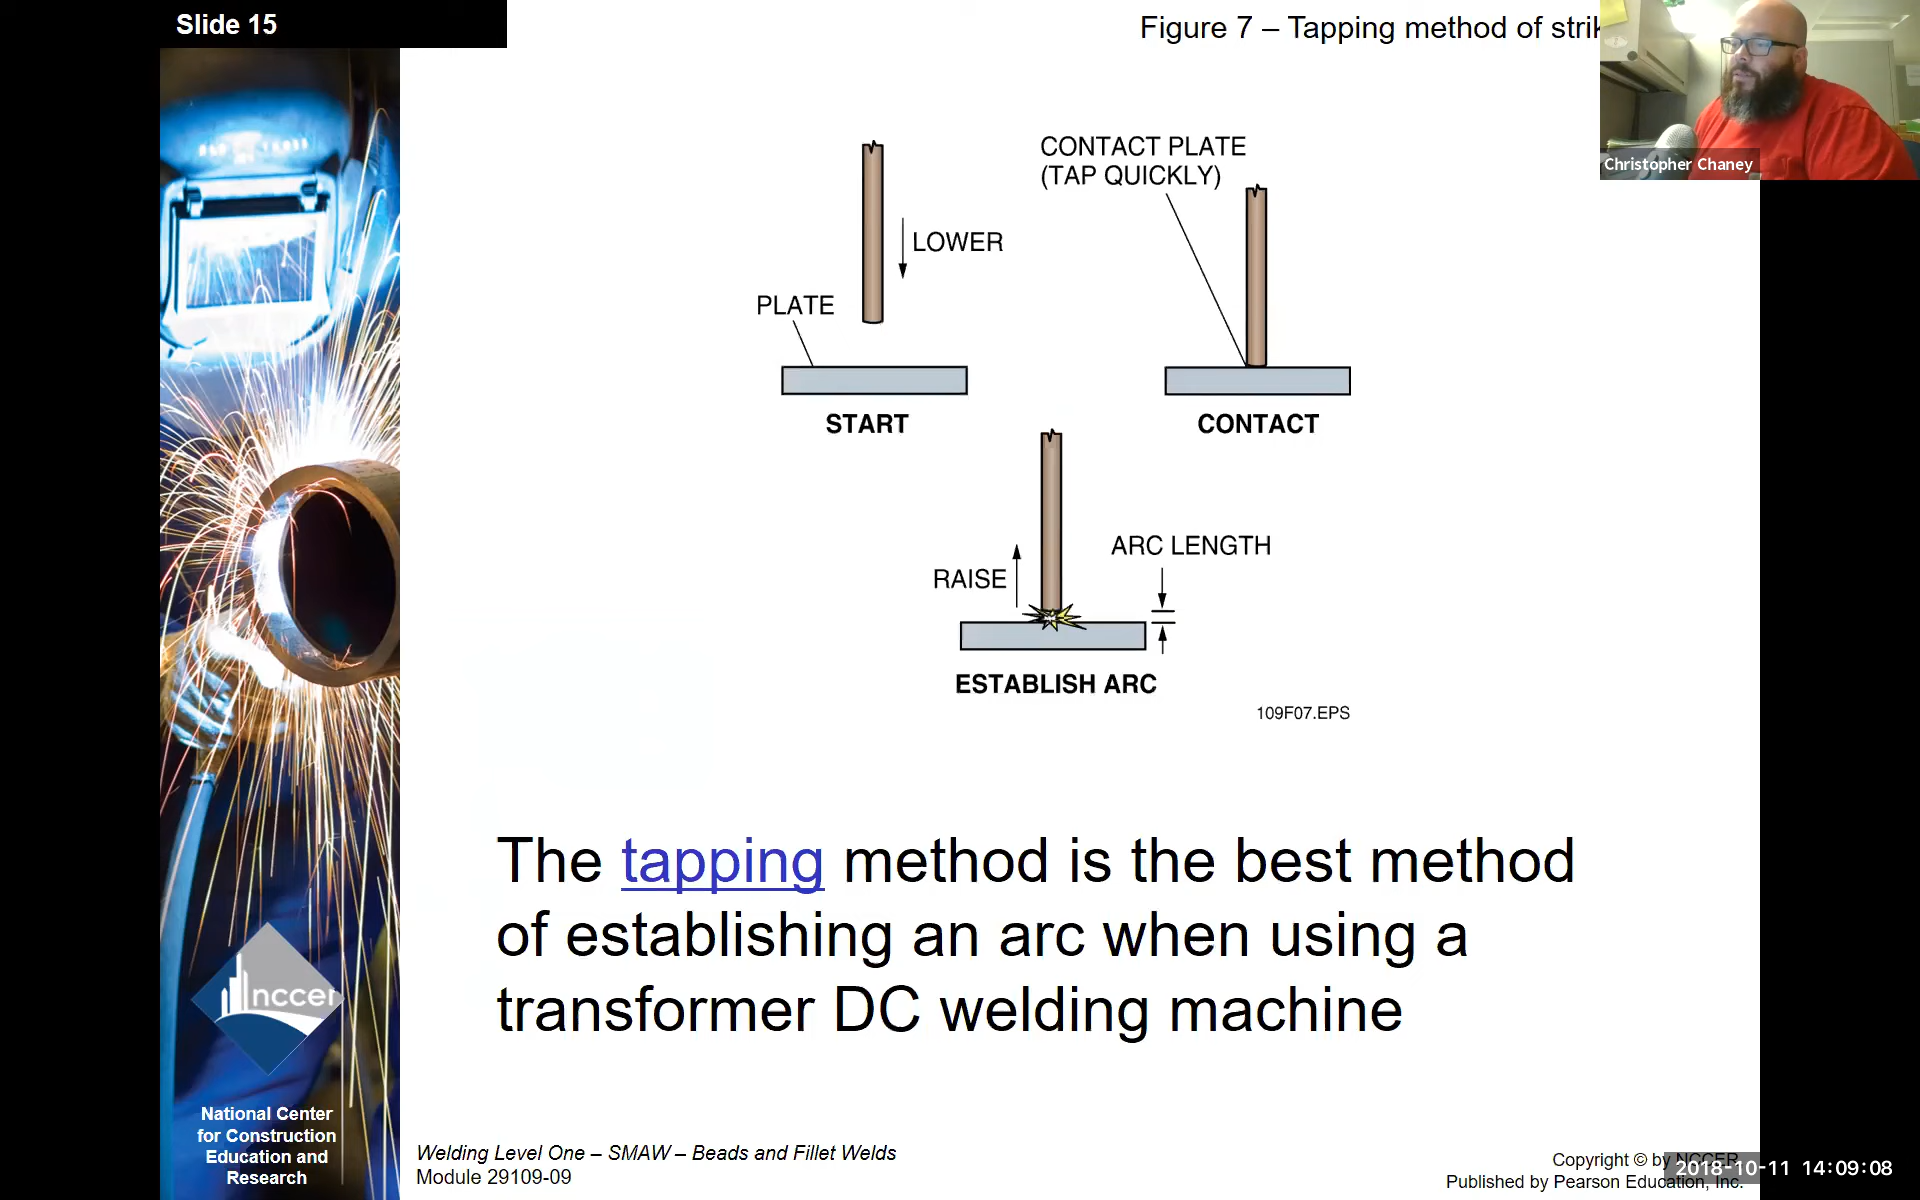 Slide 15
Figure 7 – Tapping method of
Christopher Chaney
CONTACT PLATE
(TAP QUICKLY)
LOWER
PLATE
START
CONTACT
ARC LENGTH
RAISE
ESTABLISH ARC
109F07.EPS
The tapping method is the best method
of establishing an arc when using a
transformer DC welding machine
nccer
National Center
for Construction
Education and
Research
Welding Level One – SMAW – Beads and Fillet Welds
Module 29109-09
Copyright © by NCCER
Published by Pearson Education, Inc.
2018-10-11 14:09:08